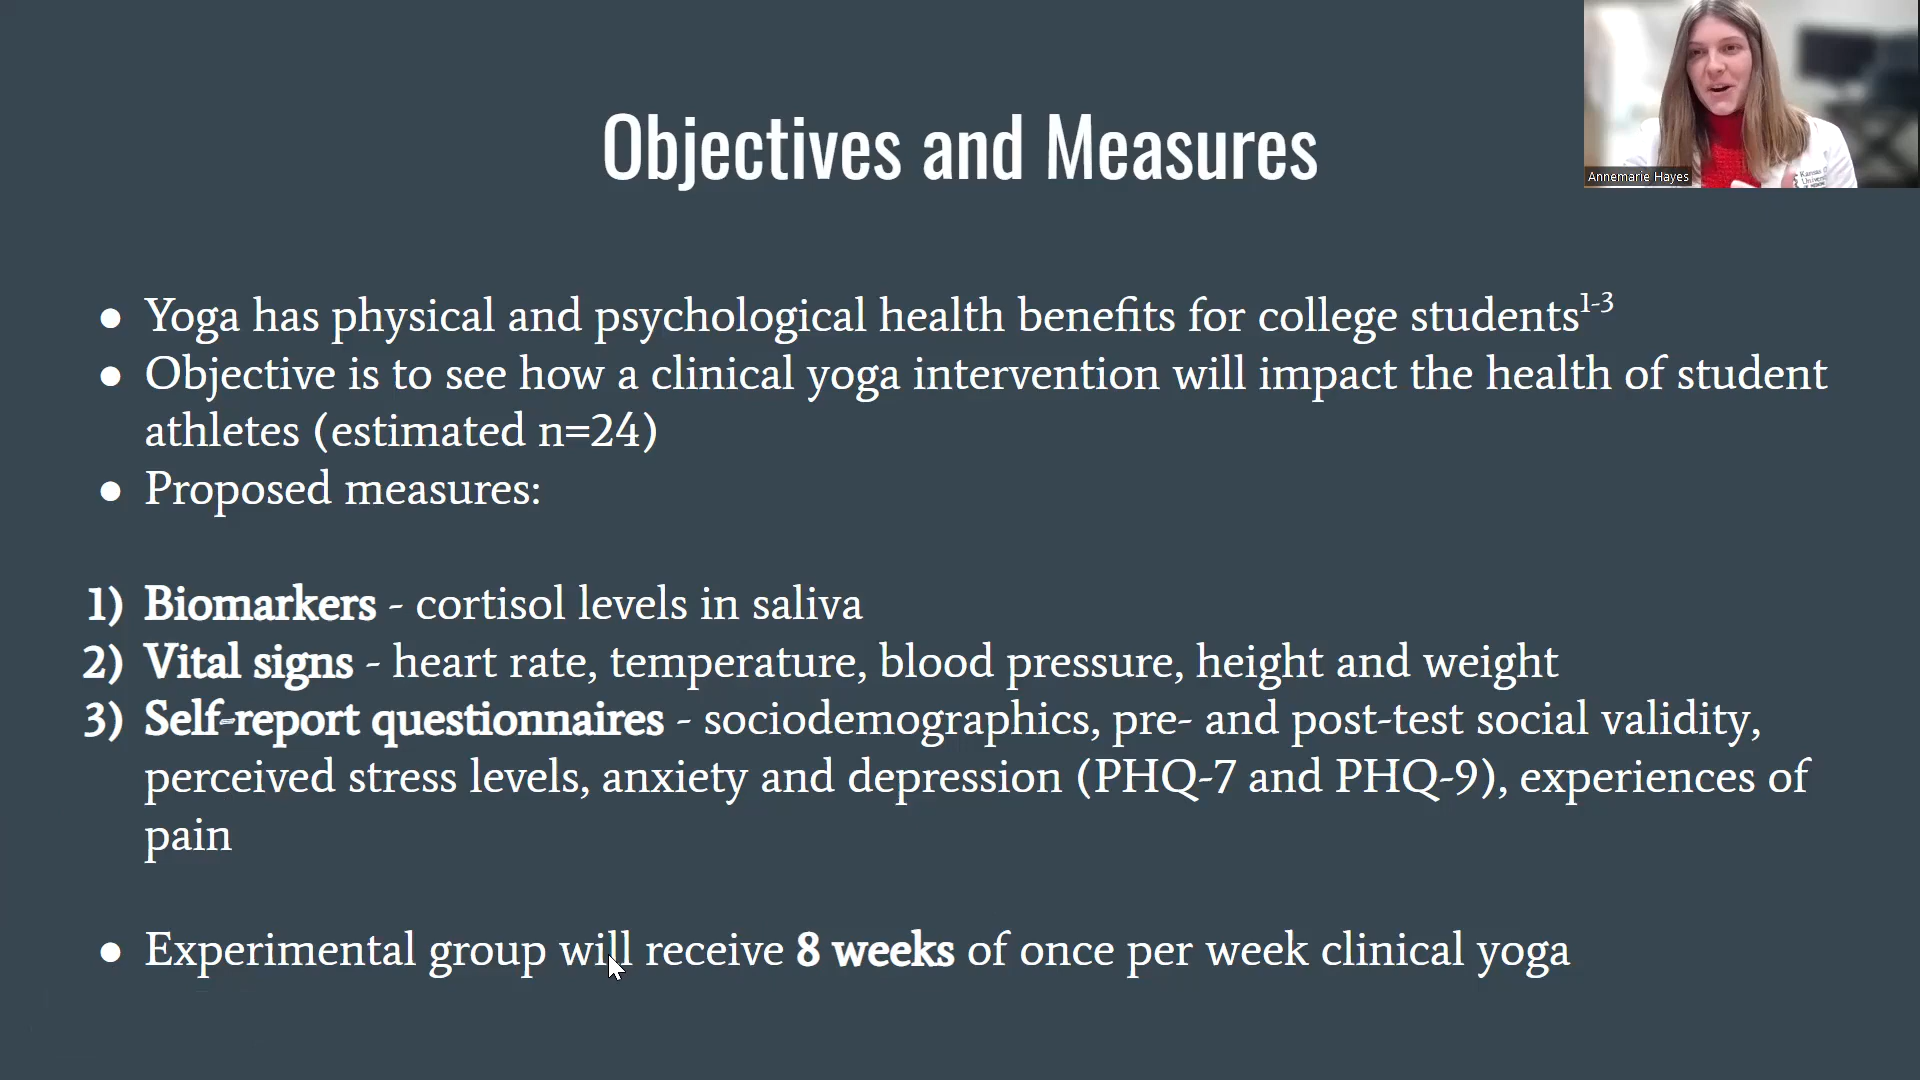 Objectives and Measures
Annemarie Hayes
● Yoga has physical and psychological health benefits for college students1-3
● Objective is to see how a clinical yoga intervention will impact the health of student
athletes (estimated n=24)
● Proposed measures:
1) Biomarkers - cortisol levels in saliva
2) Vital signs - heart rate, temperature, blood pressure, height and weight
3) Self-report questionnaires - sociodemographics, pre- and post-test social validity,
perceived stress levels, anxiety and depression (PHQ-7 and PHQ-9), experiences of
pain
● Experimental group will receive 8 weeks of once per week clinical yoga